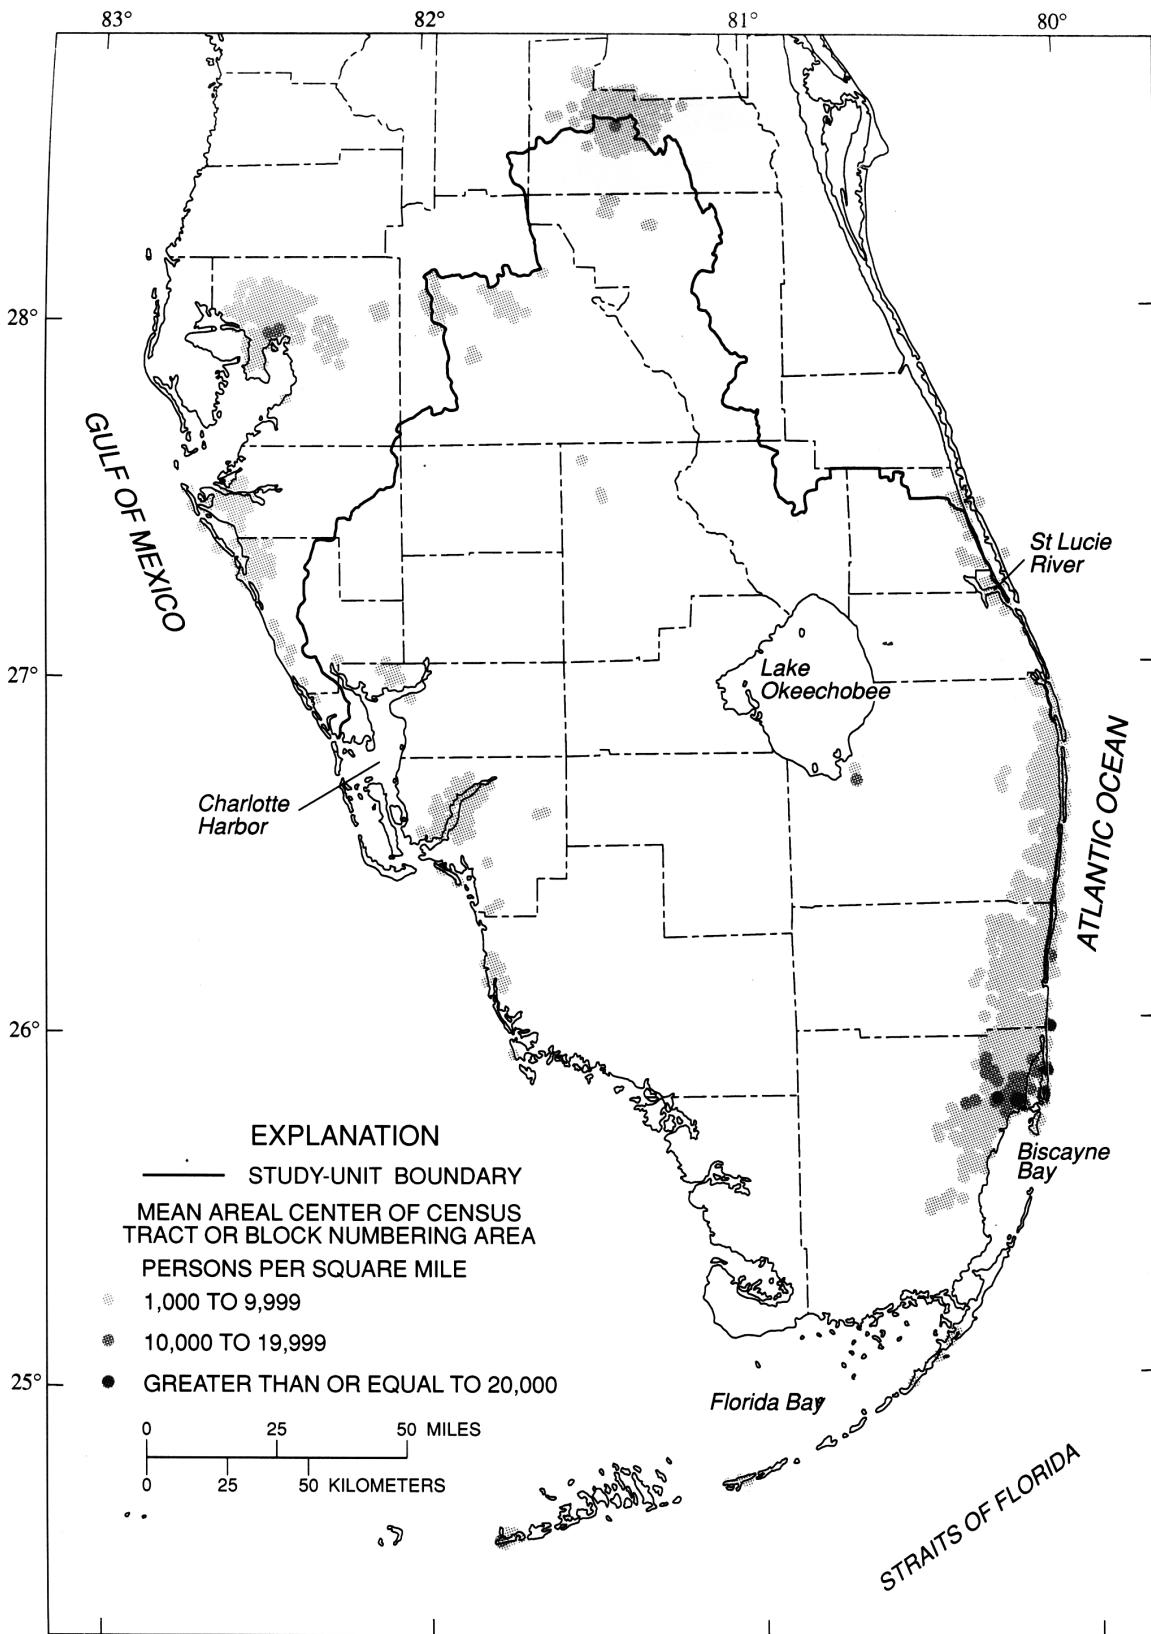 83° 82° 81° 80°
28°
27°
26°
25°
GULF OF MEXICO
St Lucie
River
Lake
Okeechobee
ATLANTIC OCEAN
Charlotte
Harbor
Biscayne
Bay
Florida Bay
STRAITS OF FLORIDA
EXPLANATION
STUDY-UNIT BOUNDARY
MEAN AREAL CENTER OF CENSUS
TRACT OR BLOCK NUMBERING AREA
PERSONS PER SQUARE MILE
1,000 TO 9,999
10,000 TO 19,999
GREATER THAN OR EQUAL TO 20,000
0 25 50 MILES
0 25 50 KILOMETERS